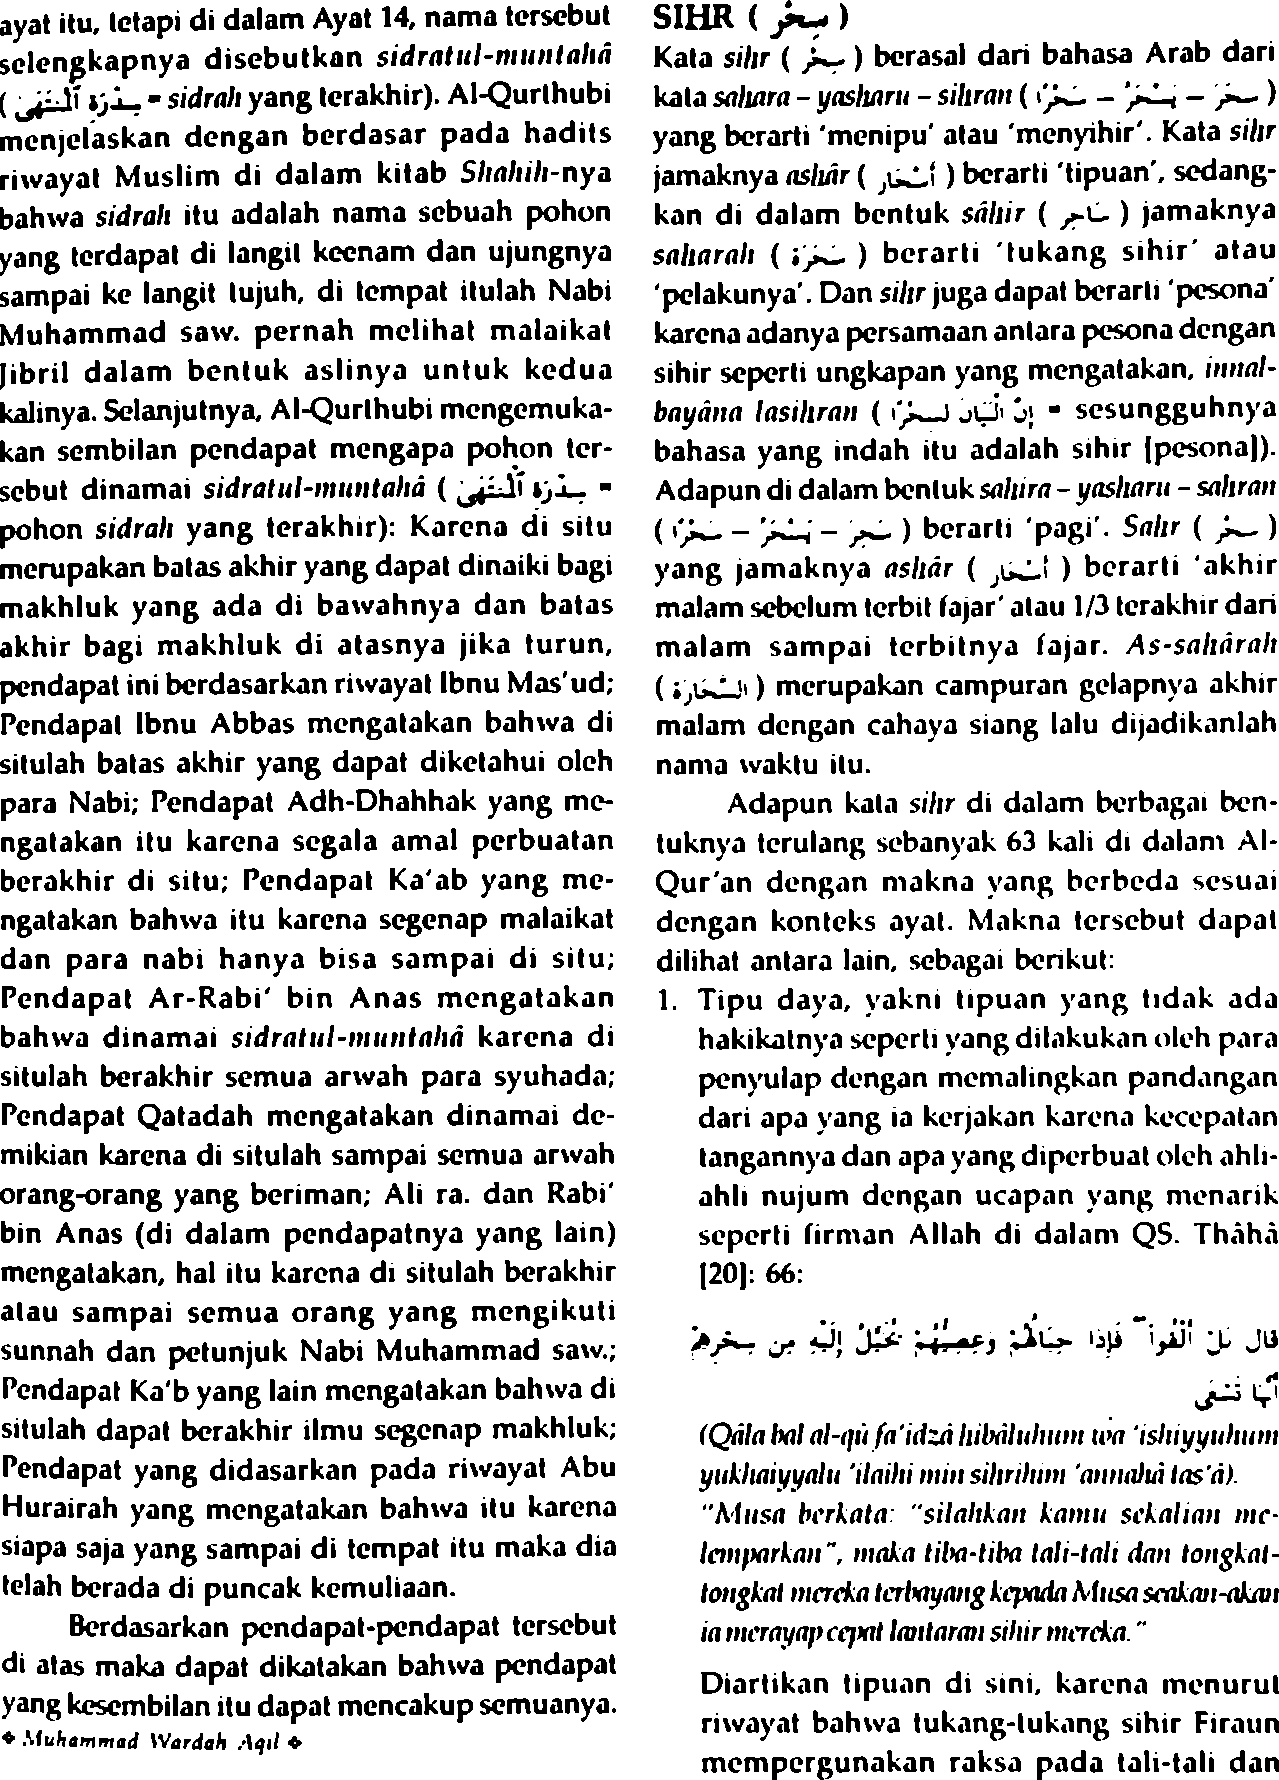 ayat itu, tetapi di dalam Ayat 14, nama tersebut
selengkapnya disebutkan sidratul-muntahâ
( سِدْرَةِ ٱلْمُنتَهَىٰ = sidrah yang terakhir). Al-Qurthubi
menjelaskan dengan berdasar pada hadits
riwayat Muslim di dalam kitab Shahih-nya
bahwa sidrah itu adalah nama sebuah pohon
yang terdapat di langit keenam dan ujungnya
sampai ke langit tujuh, di tempat itulah Nabi
Muhammad saw. pernah melihat malaikat
Jibril dalam bentuk aslinya untuk kedua
kalinya. Selanjutnya, Al-Qurthubi mengemuka-
kan sembilan pendapat mengapa pohon ter-
sebut dinamai sidratul-muntahâ ( سِدْرَةِ ٱلْمُنتَهَىٰ =
pohon sidrah yang terakhir): Karena di situ
merupakan batas akhir yang dapat dinaiki bagi
makhluk yang ada di bawahnya dan batas
akhir bagi makhluk di atasnya jika turun,
pendapat ini berdasarkan riwayat Ibnu Mas'ud;
Pendapat Ibnu Abbas mengatakan bahwa di
situlah batas akhir yang dapat diketahui oleh
para Nabi; Pendapat Adh-Dhahhak yang me-
ngatakan itu karena segala amal perbuatan
berakhir di situ; Pendapat Ka'ab yang me-
ngatakan bahwa itu karena segenap malaikat
dan para nabi hanya bisa sampai di situ;
Pendapat Ar-Rabi' bin Anas mengatakan
bahwa dinamai sidratul-muntahâ karena di
situlah berakhir semua arwah para syuhada;
Pendapat Qatadah mengatakan dinamai de-
mikian karena di situlah sampai semua arwah
orang-orang yang beriman; Ali ra. dan Rabi'
bin Anas (di dalam pendapatnya yang lain)
mengatakan, hal itu karena di situlah berakhir
atau sampai semua orang yang mengikuti
sunnah dan petunjuk Nabi Muhammad saw.;
Pendapat Ka'b yang lain mengatakan bahwa di
situlah dapat berakhir ilmu segenap makhluk;
Pendapat yang didasarkan pada riwayat Abu
Hurairah yang mengatakan bahwa itu karena
siapa saja yang sampai di tempat itu maka dia
telah berada di puncak kemuliaan.
Berdasarkan pendapat-pendapat tersebut
di atas maka dapat dikatakan bahwa pendapat
yang kesembilan itu dapat mencakup semuanya.
❖ Muhammad Wardah Aqil ❖
SIHR ( سِحْرٌ )
Kata sihr ( سِحْر ) berasal dari bahasa Arab dari
kata sahara – yasharu – sihran ( سَحَرَ – يَسْحَرُ – سِحْرًا )
yang berarti 'menipu' atau 'menyihir'. Kata sihr
jamaknya ashâr ( أَسْحَار ) berarti 'tipuan', sedang-
kan di dalam bentuk sâhir ( سَاحِر ) jamaknya
saharah ( سَحَرَة ) berarti 'tukang sihir' atau
'pelakunya'. Dan sihr juga dapat berarti 'pesona'
karena adanya persamaan antara pesona dengan
sihir seperti ungkapan yang mengatakan, innal-
bayâna lasihran ( إِنَّ الْبَيَانَ لَسِحْرًا = sesungguhnya
bahasa yang indah itu adalah sihir [pesona]).
Adapun di dalam bentuk sahira – yasharu – sahran
( سَحِرَ – يَسْحَرُ – سَحْرًا ) berarti 'pagi'. Sahr ( سَحْر )
yang jamaknya ashâr ( أَسْحَار ) berarti 'akhir
malam sebelum terbit fajar' atau 1/3 terakhir dari
malam sampai terbitnya fajar. As-sahârah
( السَّحَارَة ) merupakan campuran gelapnya akhir
malam dengan cahaya siang lalu dijadikanlah
nama waktu itu.
Adapun kata sihr di dalam berbagai ben-
tuknya terulang sebanyak 63 kali di dalam Al-
Qur'an dengan makna yang berbeda sesuai
dengan konteks ayat. Makna tersebut dapat
dilihat antara lain, sebagai berikut:
1. Tipu daya, yakni tipuan yang tidak ada
hakikatnya seperti yang dilakukan oleh para
penyulap dengan memalingkan pandangan
dari apa yang ia kerjakan karena kecepatan
tangannya dan apa yang diperbuat oleh ahli-
ahli nujum dengan ucapan yang menarik
seperti firman Allah di dalam QS. Thâhâ
[20]: 66:
قَالَ بَلْ أَلْقُوا۟ ۖ فَإِذَا حِبَالُهُمْ وَعِصِيُّهُمْ يُخَيَّلُ إِلَيْهِ مِن سِحْرِهِمْ
أَنَّهَا تَسْعَىٰ
(Qâla bal al-qû fa'idzâ hibâluhum wa 'ishiyyuhum
yukhaiyyalu 'ilaihi min sihrihim 'annahâ tas'â).
"Musa berkata: "silahkan kamu sekalian me-
lemparkan", maka tiba-tiba tali-tali dan tongkat-
tongkat mereka terbayang kepada Musa seakan-akan
ia merayap cepat lantaran sihir mereka."
Diartikan tipuan di sini, karena menurut
riwayat bahwa tukang-tukang sihir Firaun
mempergunakan raksa pada tali-tali dan